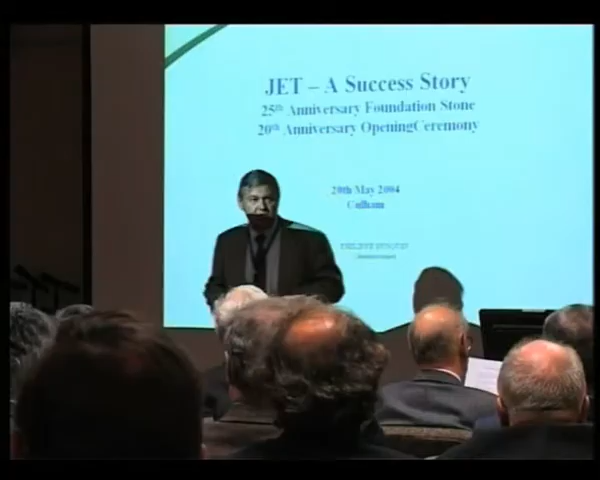 JET – A Success Story
25th Anniversary Foundation Stone
20th Anniversary OpeningCeremony
20th May 2004
Culham